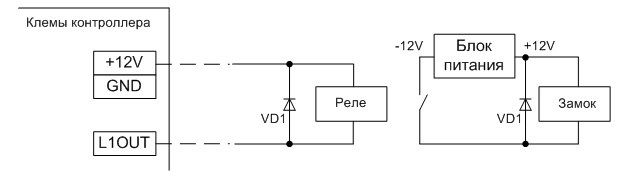 Клемы контроллера
+12V
GND
L1OUT
VD1
Реле
-12V
Блок
питания
+12V
VD1
Замок